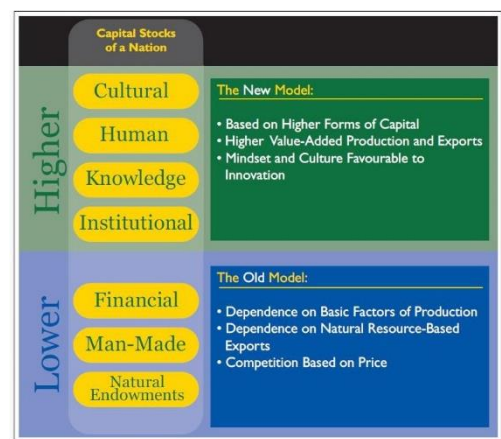 Capital Stocks
of a Nation
Higher
Cultural
Human
Knowledge
Institutional
The New Model:
• Based on Higher Forms of Capital
• Higher Value-Added Production and Exports
• Mindset and Culture Favourable to
Innovation
Lower
Financial
Man-Made
Natural
Endowments
The Old Model:
• Dependence on Basic Factors of Production
• Dependence on Natural Resource-Based
Exports
• Competition Based on Price